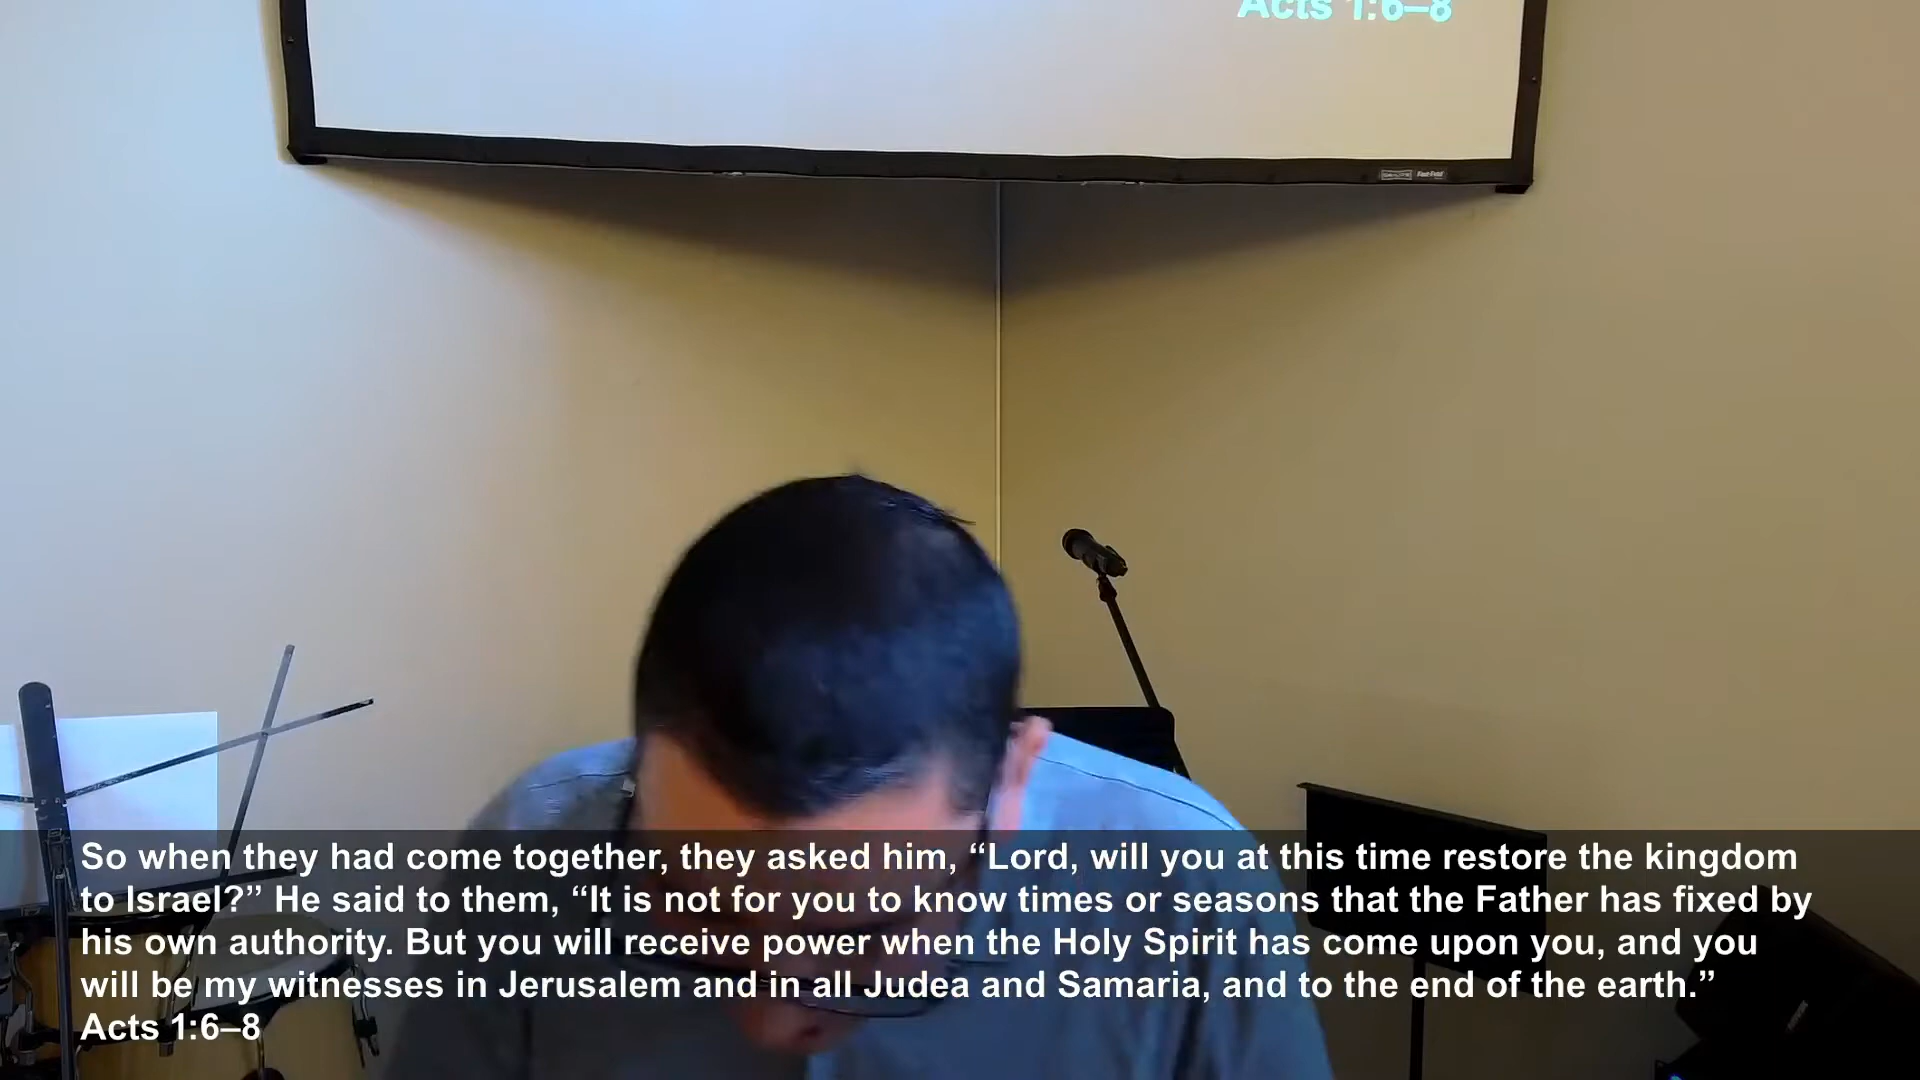 Acts 1:6–8
So when they had come together, they asked him, “Lord, will you at this time restore the kingdom
to Israel?” He said to them, “It is not for you to know times or seasons that the Father has fixed by
his own authority. But you will receive power when the Holy Spirit has come upon you, and you
will be my witnesses in Jerusalem and in all Judea and Samaria, and to the end of the earth.”
Acts 1:6–8